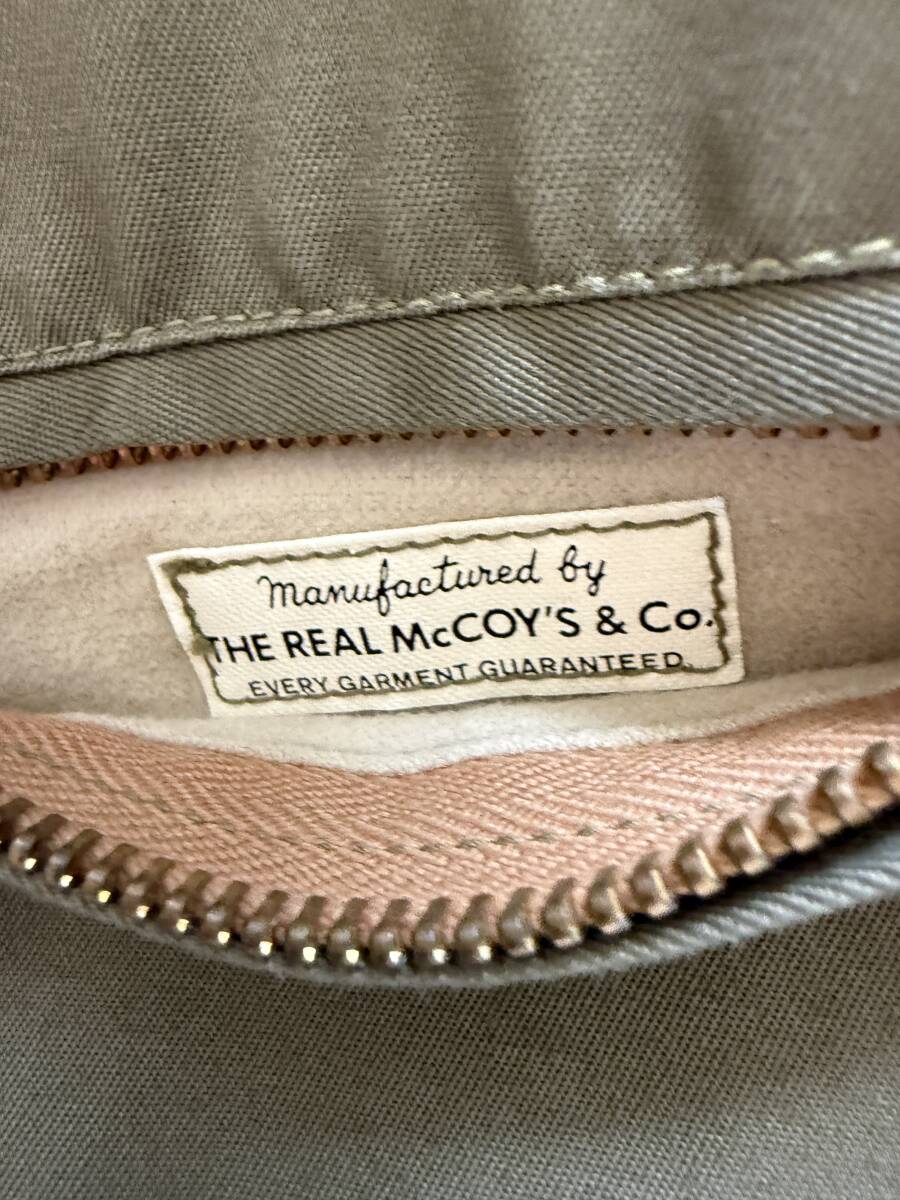 Manufactured by
THE REAL McCOY'S & Co.
EVERY GARMENT GUARANTEED.